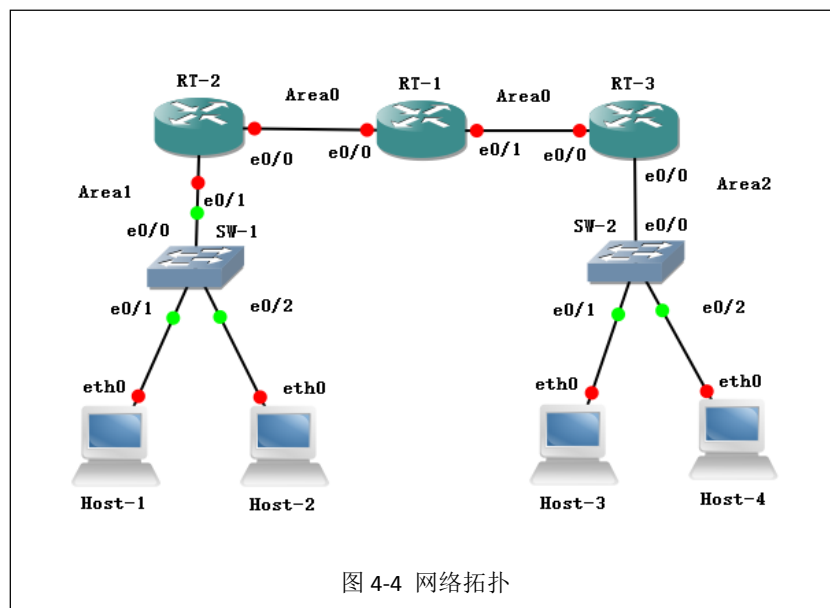 RT-2 Area0 RT-1 Area0 RT-3
e0/0 e0/0 e0/1 e0/0
e0/0
Area1 e0/1 Area2
e0/0 SW-1 SW-2 e0/0
e0/1 e0/2 e0/1 e0/2
eth0 eth0 eth0 eth0
Host-1 Host-2 Host-3 Host-4
图 4-4 网络拓扑